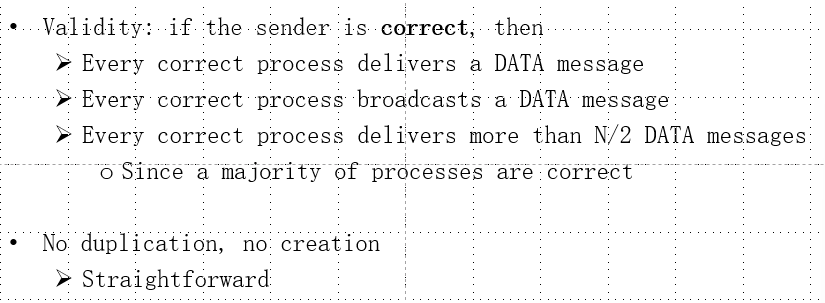 • Validity: if the sender is correct, then
➢ Every correct process delivers a DATA message
➢ Every correct process broadcasts a DATA message
➢ Every correct process delivers more than N/2 DATA messages
o Since a majority of processes are correct
• No duplication, no creation
➢ Straightforward